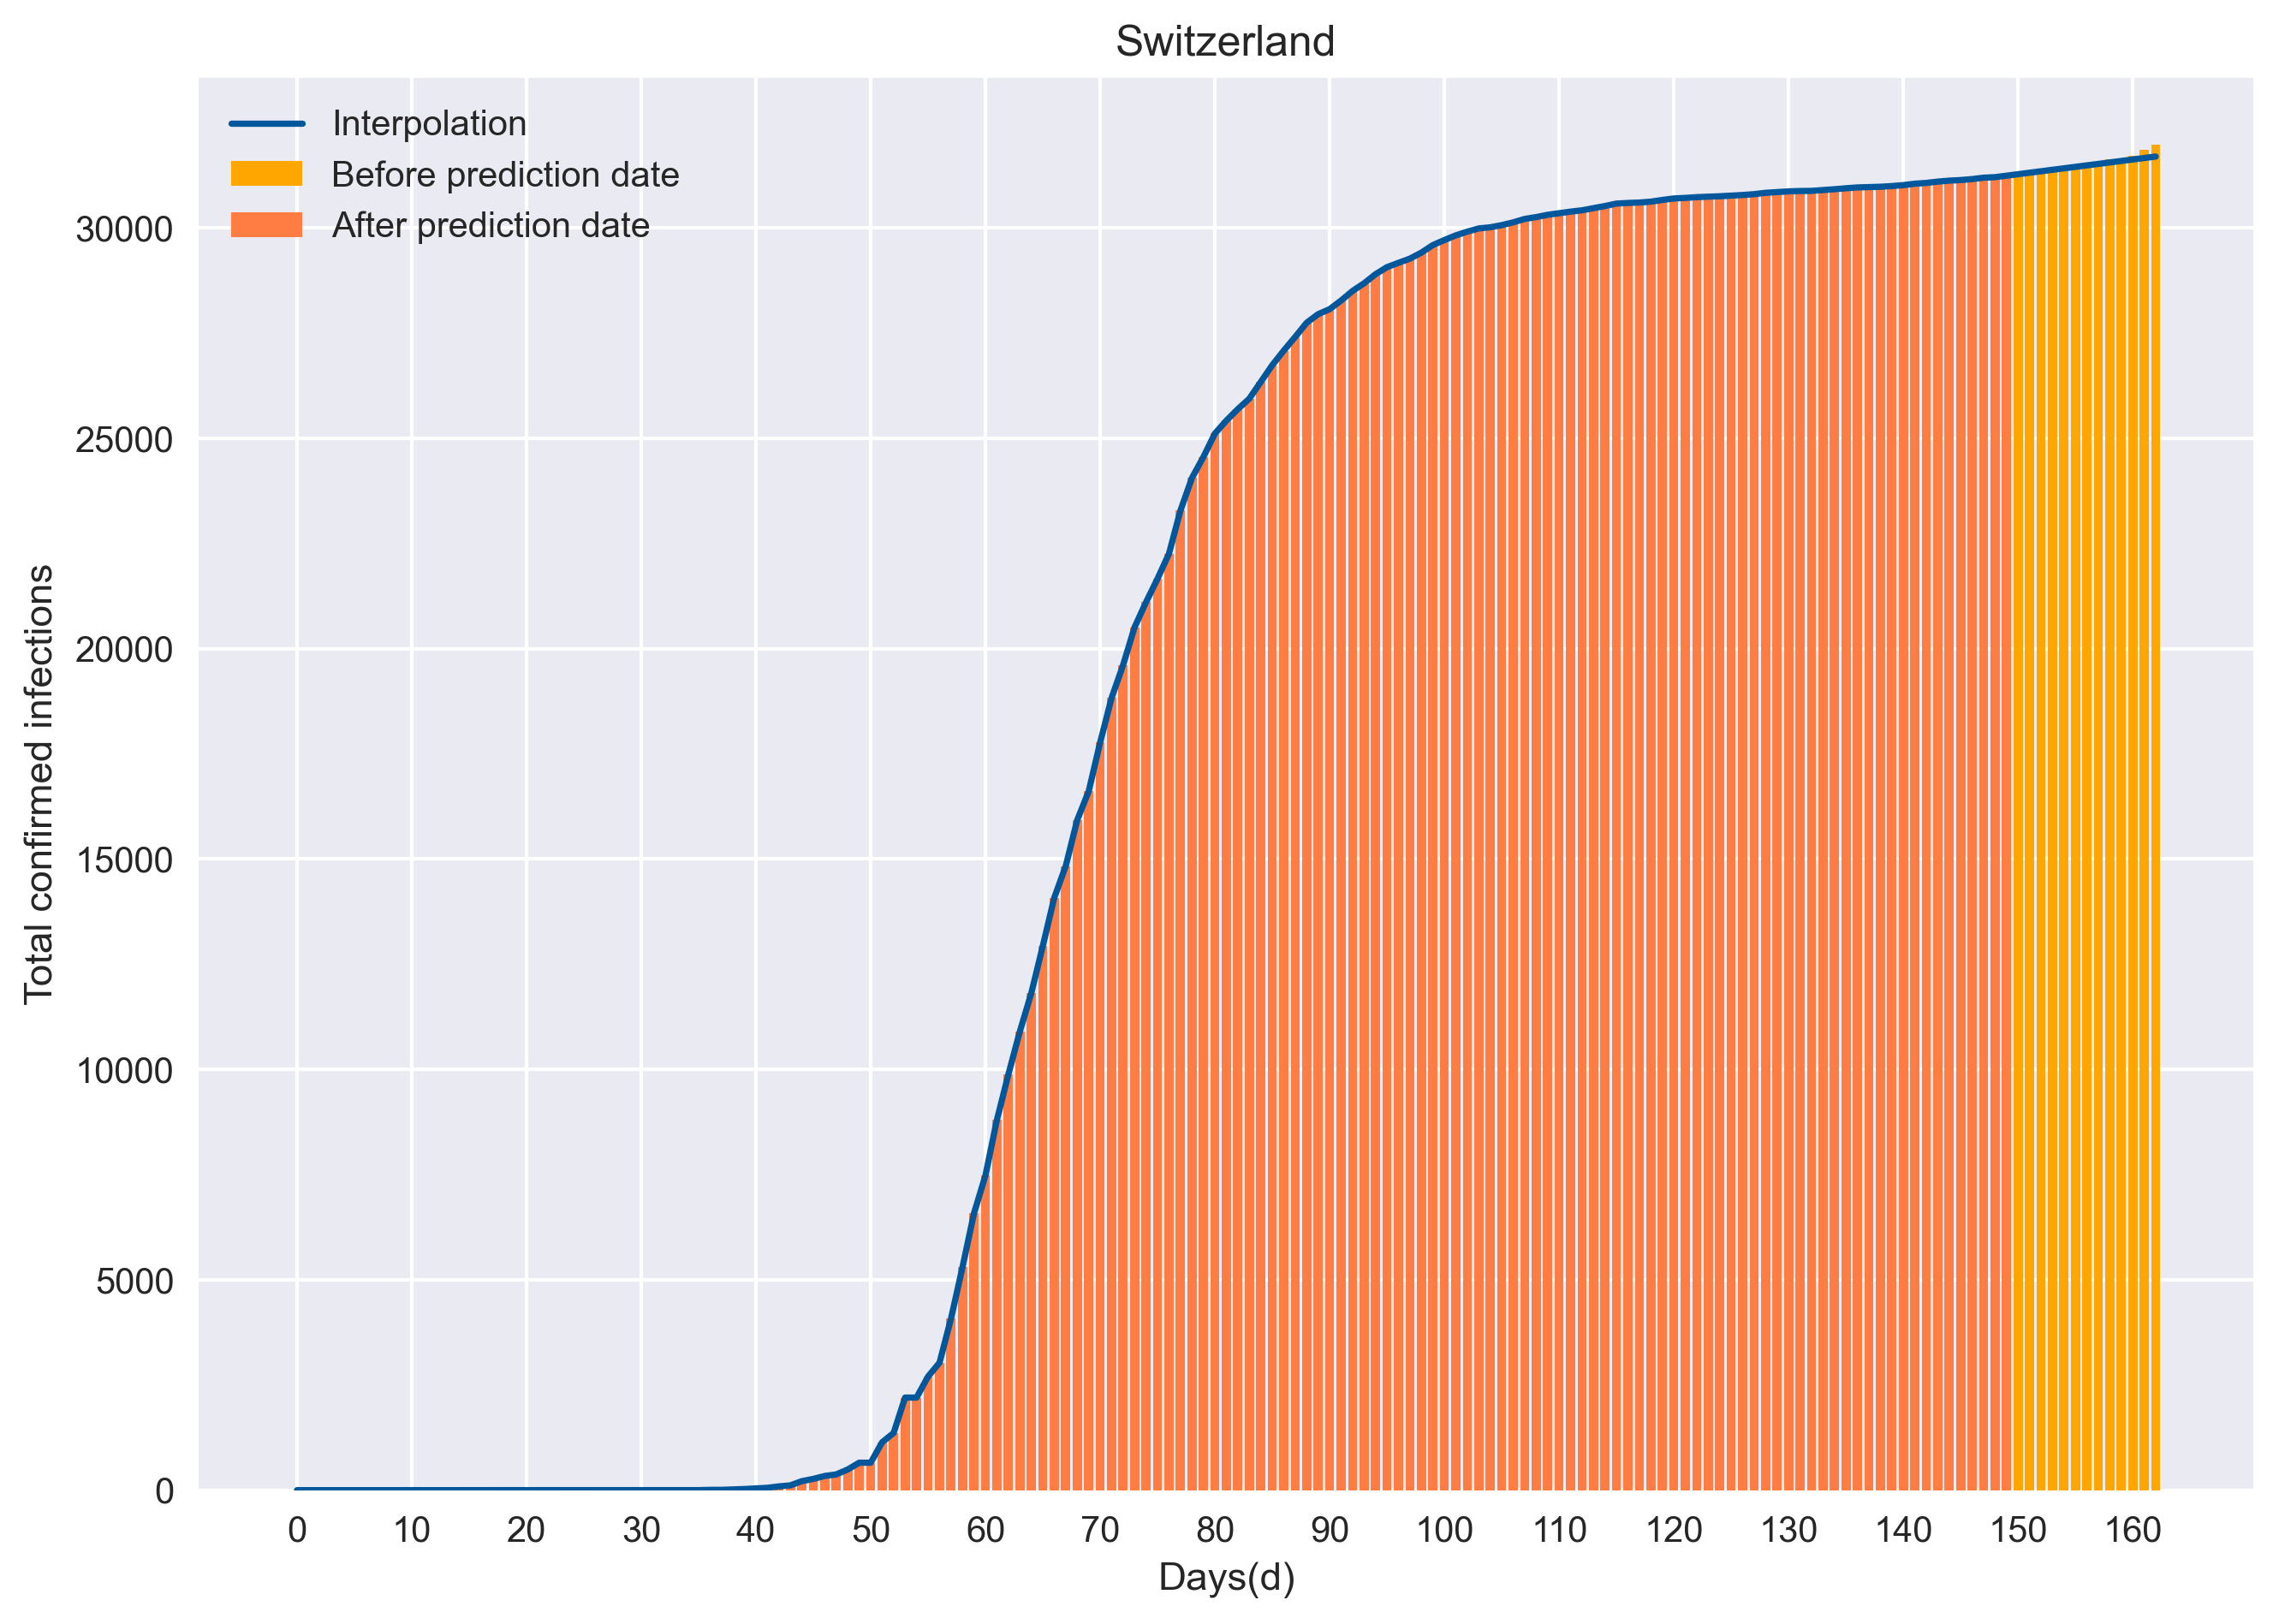 Switzerland
Interpolation
Before prediction date
After prediction date
Total confirmed infections
30000
25000
20000
15000
10000
5000
0
0 10 20 30 40 50 60 70 80 90 100 110 120 130 140 150 160
Days(d)